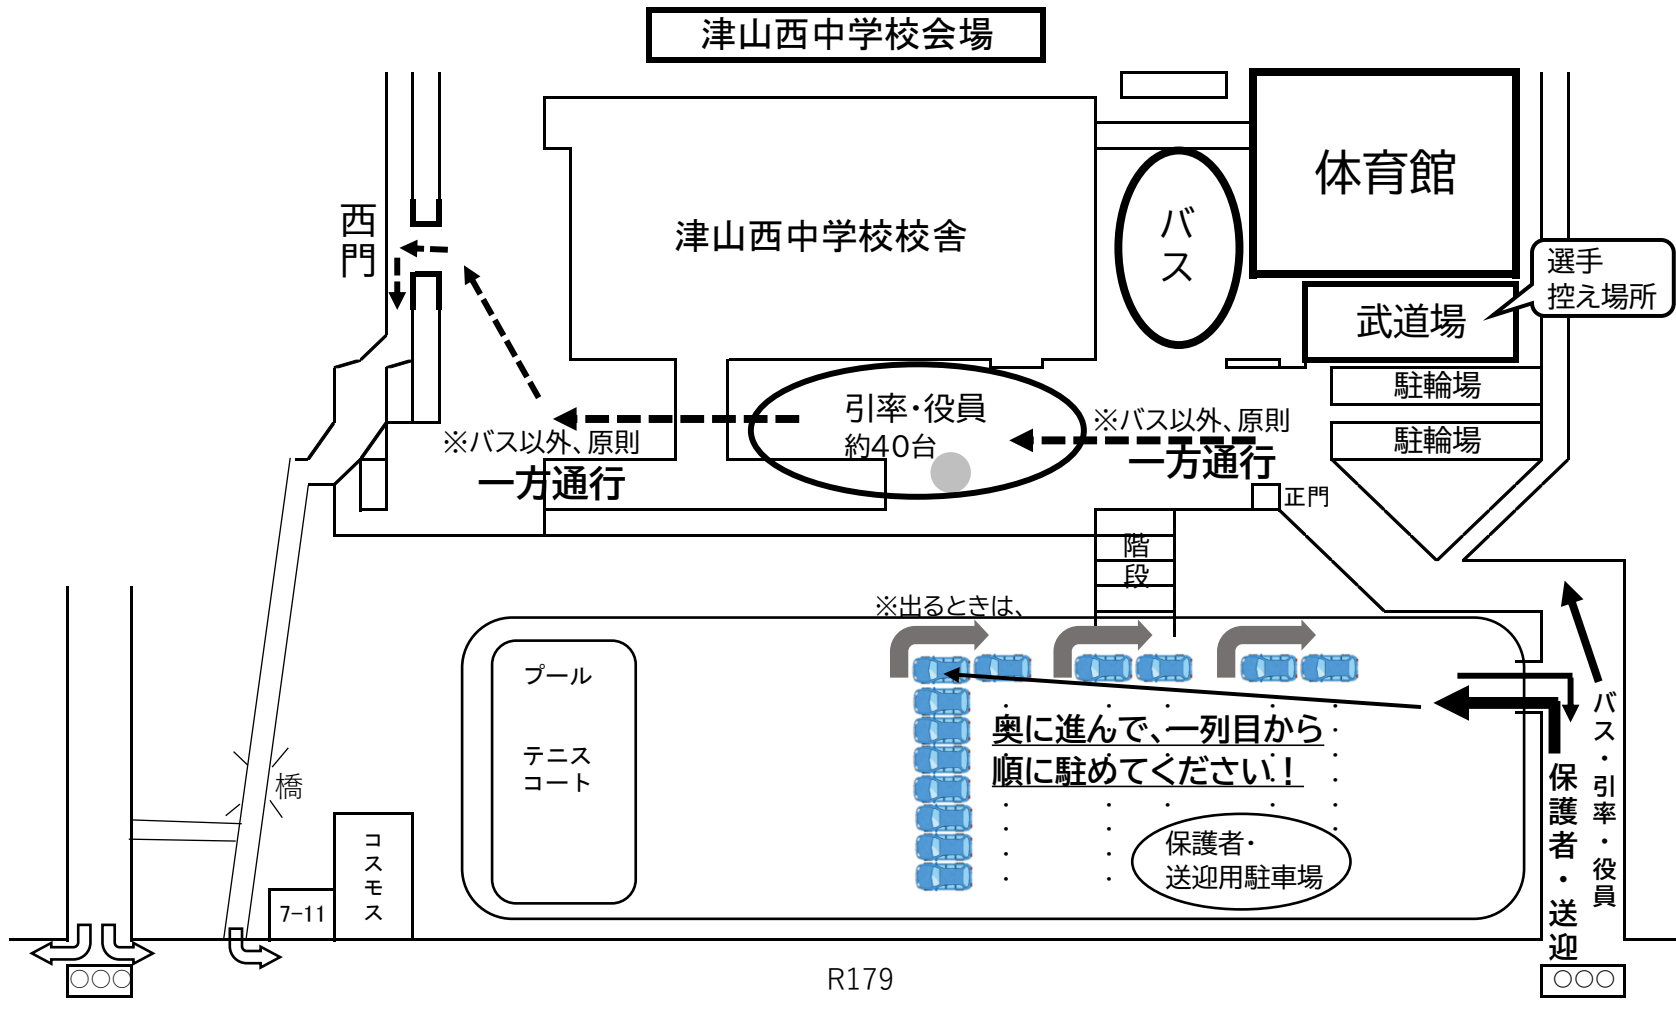 津山西中学校会場
体育館
西門
津山西中学校校舎
バス
選手
控え場所
武道場
駐輪場
駐輪場
引率・役員
約40台
※バス以外、原則
一方通行
※バス以外、原則
一方通行
正門
階段
※出るときは、
プール
テニス
コート
奥に進んで、一列目から
順に駐めてください！
保護者・
送迎用駐車場
バス・引率・役員
保護者・送迎
橋
コスモス
7-11
○○○
R179
○○○